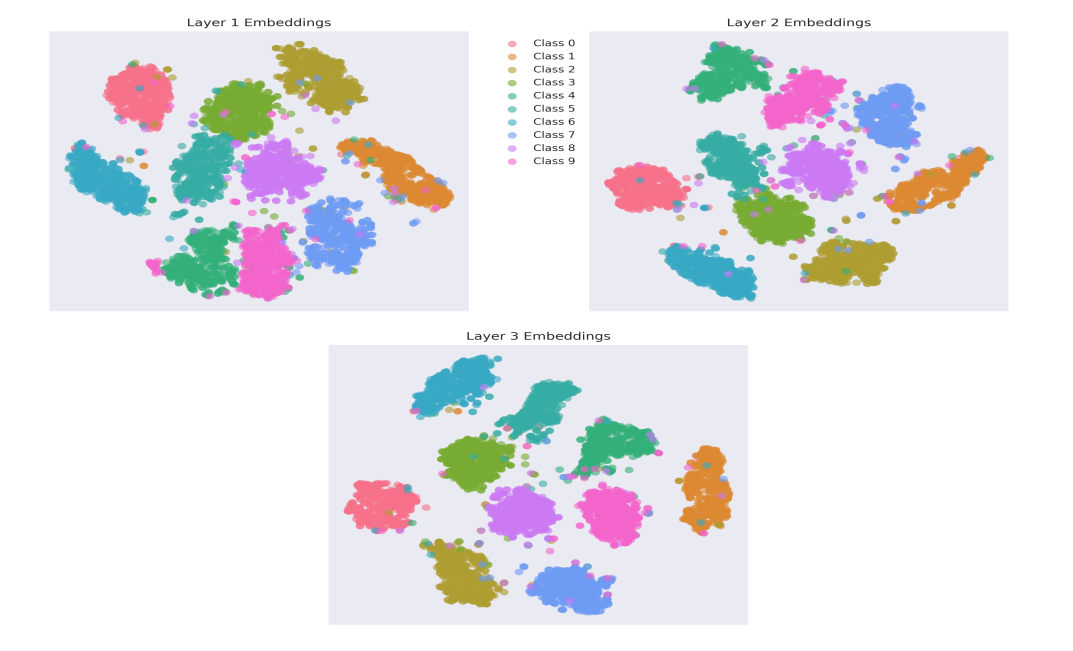 Layer 1 Embeddings
Class 0
Class 1
Class 2
Class 3
Class 4
Class 5
Class 6
Class 7
Class 8
Class 9
Layer 2 Embeddings
Layer 3 Embeddings